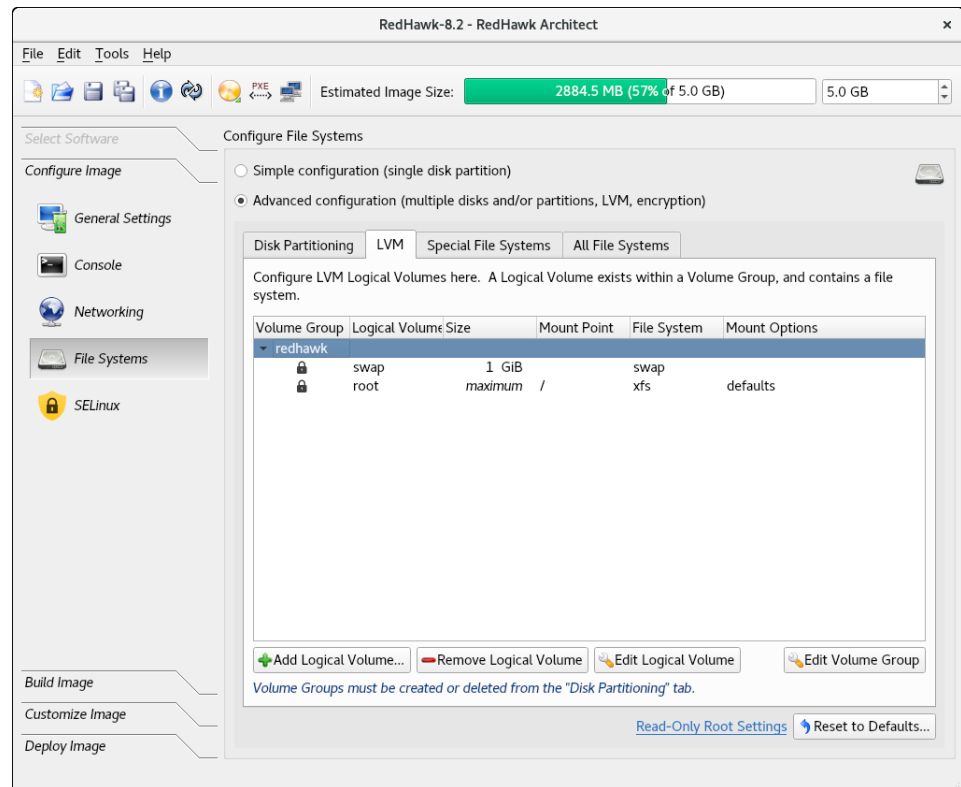 RedHawk-8.2 - RedHawk Architect
File Edit Tools Help
PXE
Estimated Image Size: 2884.5 MB (57% of 5.0 GB) 5.0 GB
Select Software
Configure Image
General Settings
Console
Networking
File Systems
SELinux
Build Image
Customize Image
Deploy Image
Configure File Systems
Simple configuration (single disk partition)
Advanced configuration (multiple disks and/or partitions, LVM, encryption)
Disk Partitioning LVM Special File Systems All File Systems
Configure LVM Logical Volumes here. A Logical Volume exists within a Volume Group, and contains a file
system.
Volume Group Logical Volume Size Mount Point File System Mount Options
redhawk
swap 1 GiB swap
root maximum / xfs defaults
Add Logical Volume... Remove Logical Volume Edit Logical Volume Edit Volume Group
Volume Groups must be created or deleted from the "Disk Partitioning" tab.
Read-Only Root Settings Reset to Defaults...